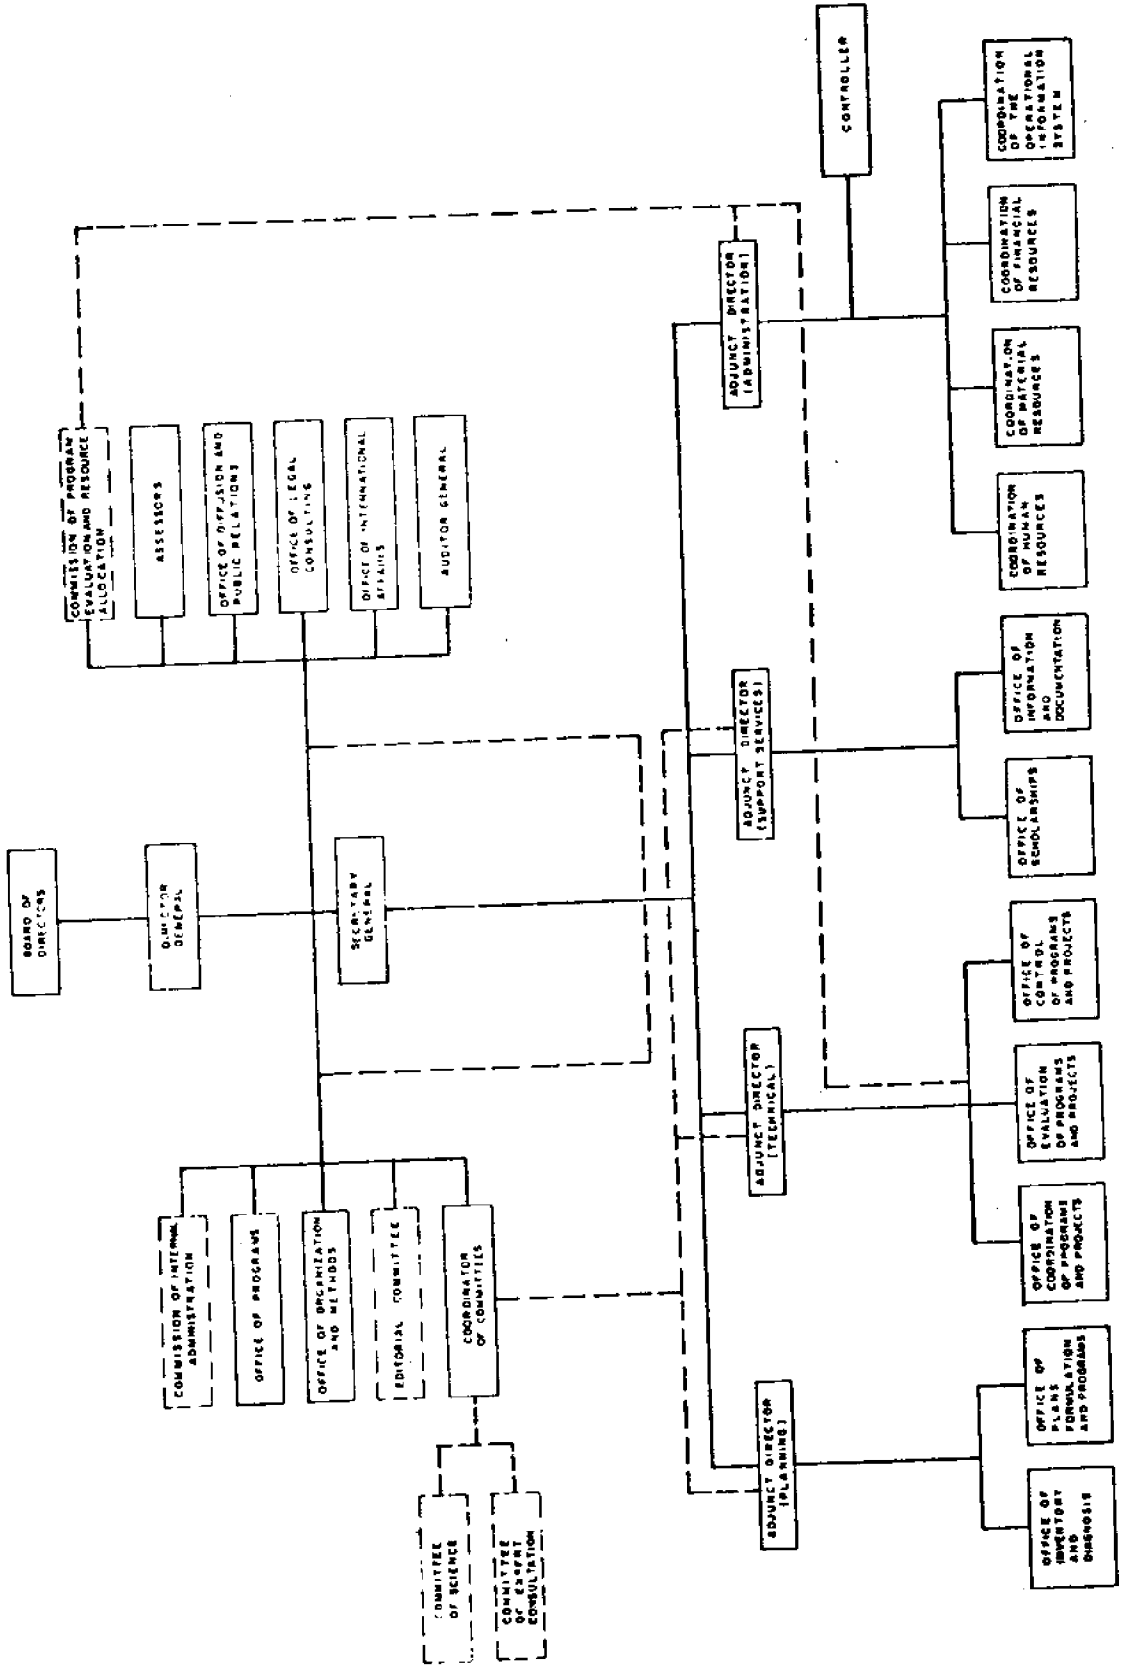 BOARD OF
DIRECTORS
DIRECTOR
GENERAL
SECRETARY
GENERAL
COMMISSION OF INTERNAL
ADMINISTRATION
OFFICE OF PROGRAMS
OFFICE OF ORGANIZATION
AND METHODS
EDITORIAL COMMITTEE
COORDINATOR
OF COMMITTEES
COMMITTEE
OF SCIENCE
COMMITTEE
OF EXPERT
CONSULTATION
COMMISSION OF PROGRAM
EVALUATION AND RESOURCE
ALLOCATION
ASSESSORS
OFFICE OF DIFFUSION AND
PUBLIC RELATIONS
OFFICE OF LEGAL
CONSULTING
OFFICE OF INTERNATIONAL
AFFAIRS
AUDITOR GENERAL
ADJUNCT DIRECTOR
(PLANNING)
ADJUNCT DIRECTOR
(TECHNICAL)
ADJUNCT DIRECTOR
(SUPPORT SERVICES)
ADJUNCT DIRECTOR
(ADMINISTRATION)
CONTROLLER
OFFICE OF
INVENTORY
AND
DIAGNOSIS
OFFICE OF
PLANS
FORMULATION
AND PROGRAMS
OFFICE OF
COORDINATION
OF PROGRAMS
AND PROJECTS
OFFICE OF
EVALUATION
OF PROGRAMS
AND PROJECTS
OFFICE OF
CONTROL
OF PROGRAMS
AND PROJECTS
OFFICE OF
SCHOLARSHIPS
OFFICE OF
INFORMATION
AND
DOCUMENTATION
COORDINATION
OF HUMAN
RESOURCES
COORDINATION
OF MATERIAL
RESOURCES
COORDINATION
OF FINANCIAL
RESOURCES
COORDINATION
OF THE
OPERATIONAL
INFORMATION
SYSTEM